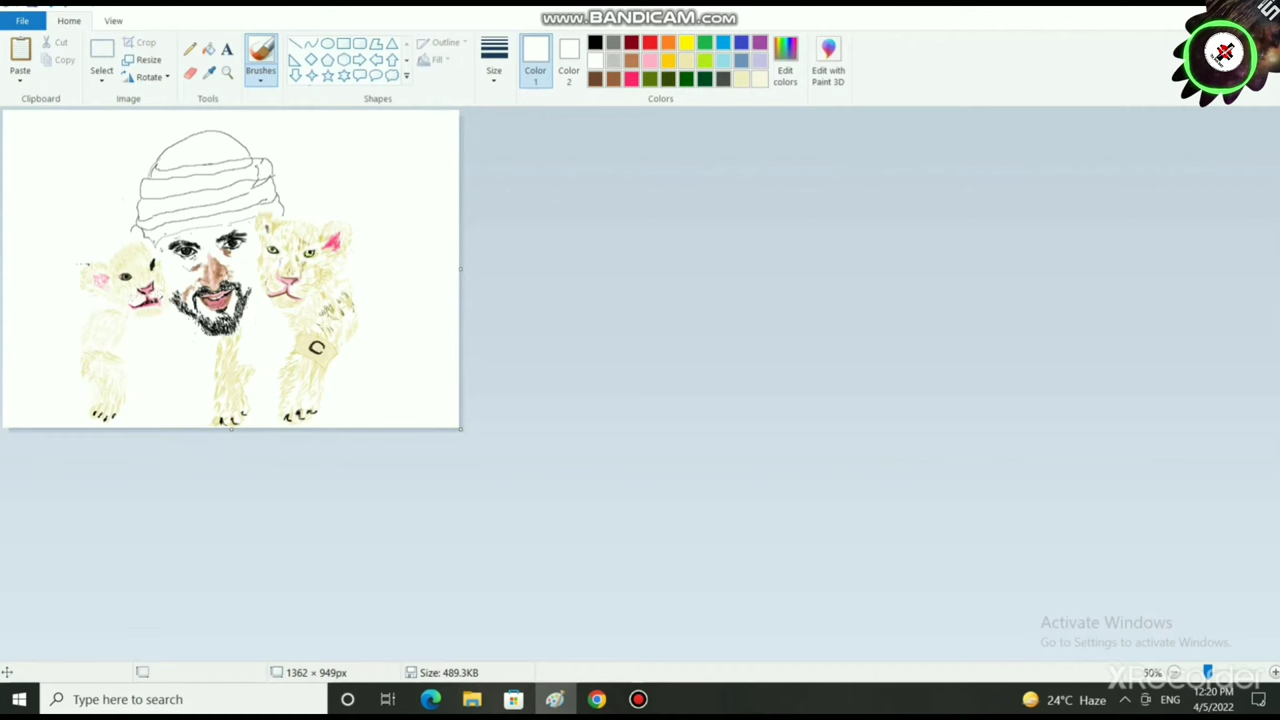 www.BANDICAM.com
File
Home
View
Paste
Cut
Copy
Clipboard
Select
Crop
Resize
Rotate
Image
Tools
Brushes
Outline
Fill
Shapes
Size
Color 1
Color 2
Edit colors
Edit with Paint 3D
Colors
C
Activate Windows
Go to Settings to activate Windows.
1362 × 949px
Size: 489.3KB
XRecorder
Type here to search
24°C Haze
ENG
12:20 PM
4/5/2022